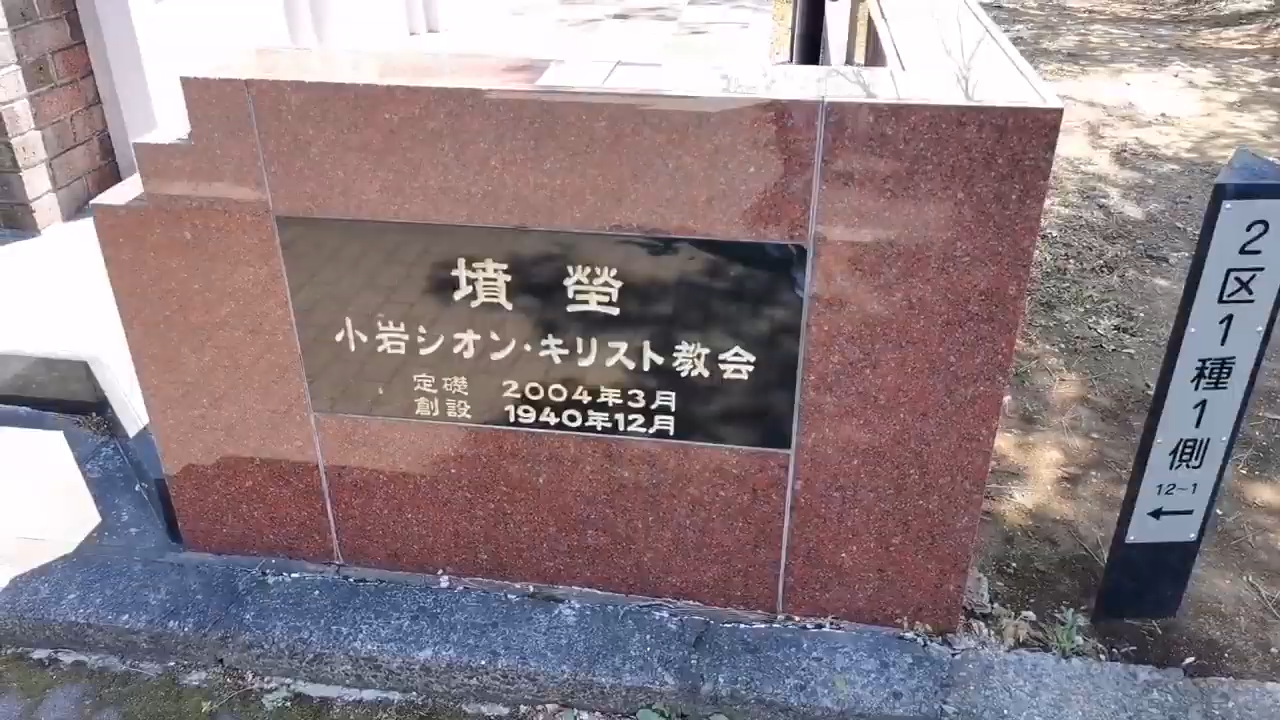 墳塋
小岩シオン・キリスト教会
定礎 2004年3月
創設 1940年12月
2区1種1側
12-1
←